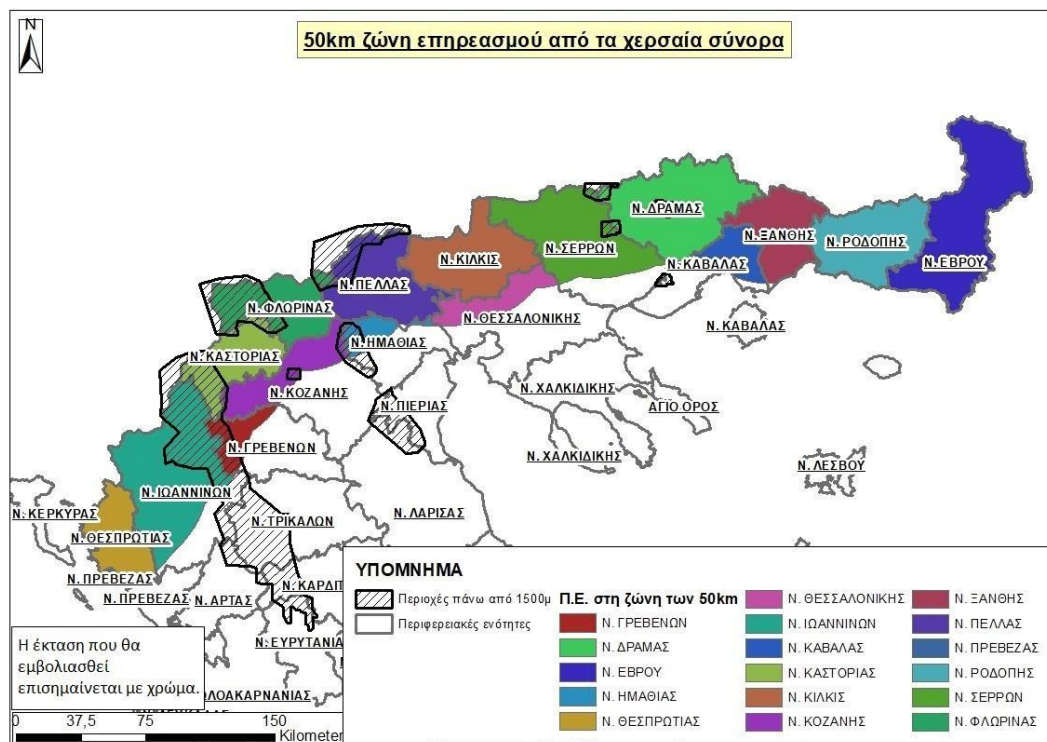 50km ζώνη επηρεασμού από τα χερσαία σύνορα
N
Ν. ΔΡΑΜΑΣ
Ν. ΞΑΝΘΗΣ
Ν. ΣΕΡΡΩΝ
Ν. ΡΟΔΟΠΗΣ
Ν. ΚΙΛΚΙΣ
Ν. ΚΑΒΑΛΑΣ
Ν. ΕΒΡΟΥ
Ν. ΠΕΛΛΑΣ
Ν. ΦΛΩΡΙΝΑΣ
Ν. ΘΕΣΣΑΛΟΝΙΚΗΣ
Ν. ΚΑΒΑΛΑΣ
Ν. ΗΜΑΘΙΑΣ
Ν. ΚΑΣΤΟΡΙΑΣ
Ν. ΚΟΖΑΝΗΣ
Ν. ΧΑΛΚΙΔΙΚΗΣ
Ν. ΠΙΕΡΙΑΣ
ΑΓΙΟ ΟΡΟΣ
Ν. ΓΡΕΒΕΝΩΝ
Ν. ΧΑΛΚΙΔΙΚΗΣ
Ν. ΛΕΣΒΟΥ
Ν. ΙΩΑΝΝΙΝΩΝ
Ν. ΚΕΡΚΥΡΑΣ
Ν. ΤΡΙΚΑΛΩΝ
Ν. ΛΑΡΙΣΑΣ
Ν. ΘΕΣΠΡΩΤΙΑΣ
Ν. ΠΡΕΒΕΖΑΣ
Ν. ΚΑΡΔΙΤ
Ν. ΠΡΕΒΕΖΑΣ
Ν. ΑΡΤΑΣ
Ν. ΕΥΡΥΤΑΝΙΑ
ΛΟΑΚΑΡΝΑΝΙΑΣ
Η έκταση που θα
εμβολιασθεί
επισημαίνεται με χρώμα.
0 37,5 75 150
Kilometer
ΥΠΟΜΝΗΜΑ
Περιοχές πάνω από 1500μ
Περιφερειακές ενότητες
Π.Ε. στη ζώνη των 50km
Ν. ΓΡΕΒΕΝΩΝ
Ν. ΔΡΑΜΑΣ
Ν. ΕΒΡΟΥ
Ν. ΗΜΑΘΙΑΣ
Ν. ΘΕΣΠΡΩΤΙΑΣ
Ν. ΘΕΣΣΑΛΟΝΙΚΗΣ
Ν. ΙΩΑΝΝΙΝΩΝ
Ν. ΚΑΒΑΛΑΣ
Ν. ΚΑΣΤΟΡΙΑΣ
Ν. ΚΙΛΚΙΣ
Ν. ΚΟΖΑΝΗΣ
Ν. ΞΑΝΘΗΣ
Ν. ΠΕΛΛΑΣ
Ν. ΠΡΕΒΕΖΑΣ
Ν. ΡΟΔΟΠΗΣ
Ν. ΣΕΡΡΩΝ
Ν. ΦΛΩΡΙΝΑΣ